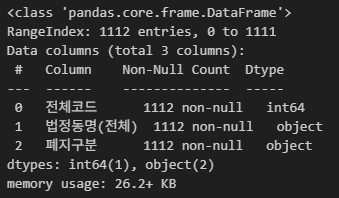 <class 'pandas.core.frame.DataFrame'>
RangeIndex: 1112 entries, 0 to 1111
Data columns (total 3 columns):
 #   Column     Non-Null Count  Dtype
---  ------     --------------  -----
 0   전체코드       1112 non-null   int64
 1   법정동명(전체)  1112 non-null   object
 2   폐지구분       1112 non-null   object
dtypes: int64(1), object(2)
memory usage: 26.2+ KB